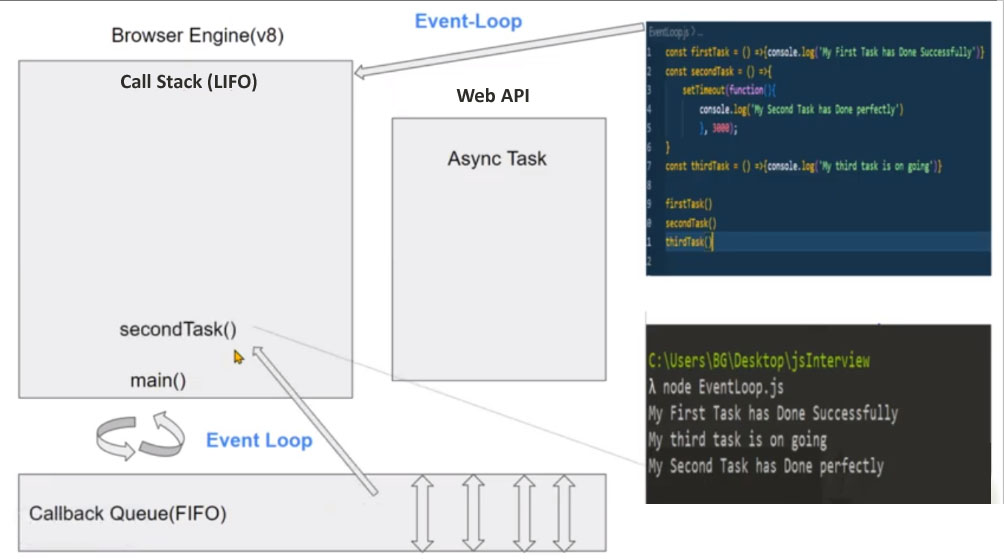 Event-Loop
Browser Engine(v8)
Call Stack (LIFO)
Web API
Async Task
secondTask()
main()
Event Loop
Callback Queue(FIFO)
EventLoop.js > ...
1 const firstTask = () =>{console.log('My First Task has Done Successfully')}
2 const secondTask = () =>{
3 setTimeout(function(){
4 console.log('My Second Task has Done perfectly')
5 }, 3000);
6 }
7 const thirdTask = () =>{console.log('My third task is on going')}
8
9 firstTask()
0 secondTask()
1 thirdTask()
2
C:\Users\BG\Desktop\jsInterview
λ node EventLoop.js
My First Task has Done Successfully
My third task is on going
My Second Task has Done perfectly